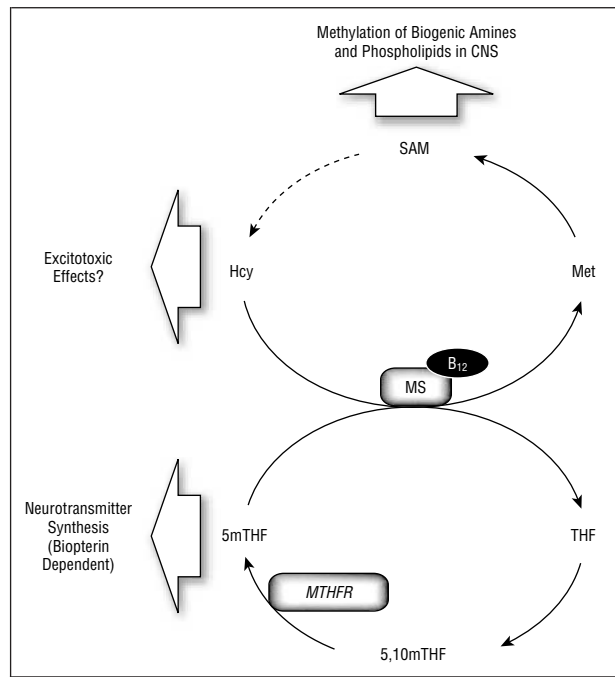 Methylation of Biogenic Amines
and Phospholipids in CNS
SAM
Excitotoxic
Effects?
Hcy
Met
B12
MS
Neurotransmitter
Synthesis
(Biopterin
Dependent)
5mTHF
THF
MTHFR
5,10mTHF